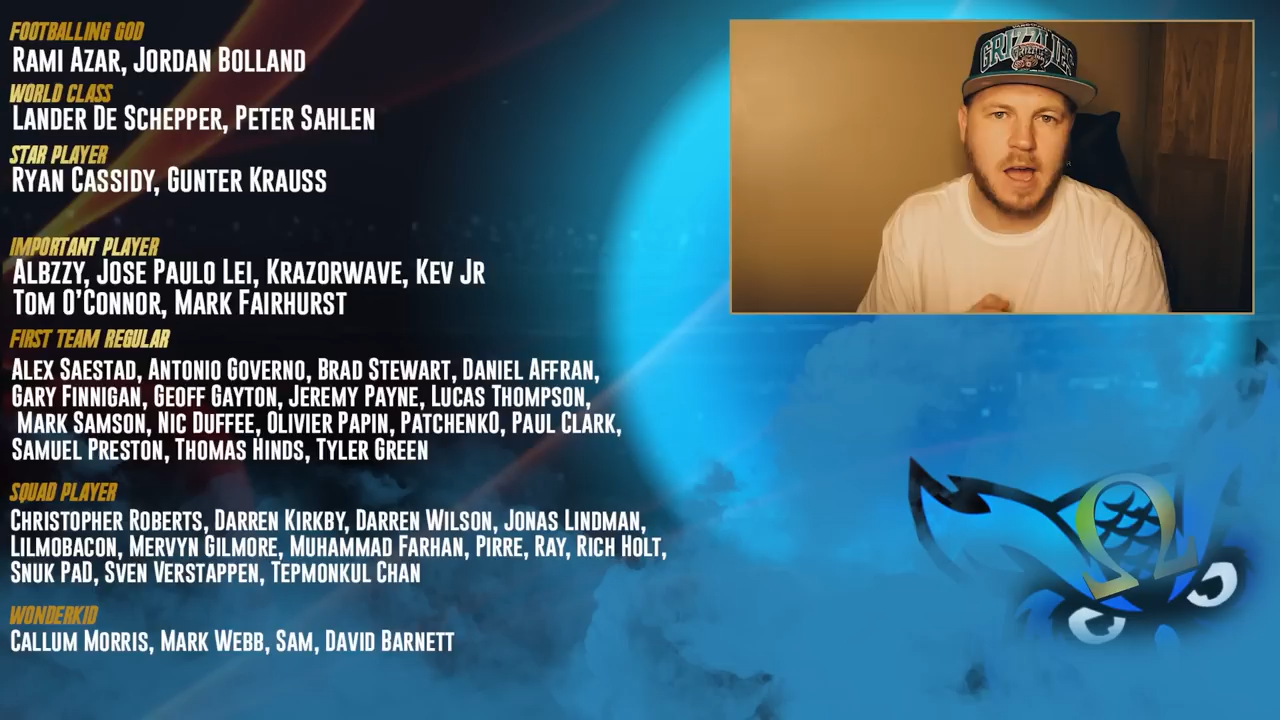 FOOTBALLING GOD
RAMI AZAR, JORDAN BOLLAND
WORLD CLASS
LANDER DE SCHEPPER, PETER SAHLEN
STAR PLAYER
RYAN CASSIDY, GUNTER KRAUSS
IMPORTANT PLAYER
ALBZZY, JOSE PAULO LEI, KRAZORWAVE, KEV JR
TOM O'CONNOR, MARK FAIRHURST
FIRST TEAM REGULAR
ALEX SAESTAD, ANTONIO GOVERNO, BRAD STEWART, DANIEL AFFRAN,
GARY FINNIGAN, GEOFF GAYTON, JEREMY PAYNE, LUCAS THOMPSON,
MARK SAMSON, NIC DUFFEE, OLIVIER PAPIN, PATCHENKO, PAUL CLARK,
SAMUEL PRESTON, THOMAS HINDS, TYLER GREEN
SQUAD PLAYER
CHRISTOPHER ROBERTS, DARREN KIRKBY, DARREN WILSON, JONAS LINDMAN,
LILMOBACON, MERVYN GILMORE, MUHAMMAD FARHAN, PIRRE, RAY, RICH HOLT,
SNUK PAD, SVEN VERSTAPPEN, TEPMONKUL CHAN
WONDERKID
CALLUM MORRIS, MARK WEBB, SAM, DAVID BARNETT
GRIZZLIES
Ω